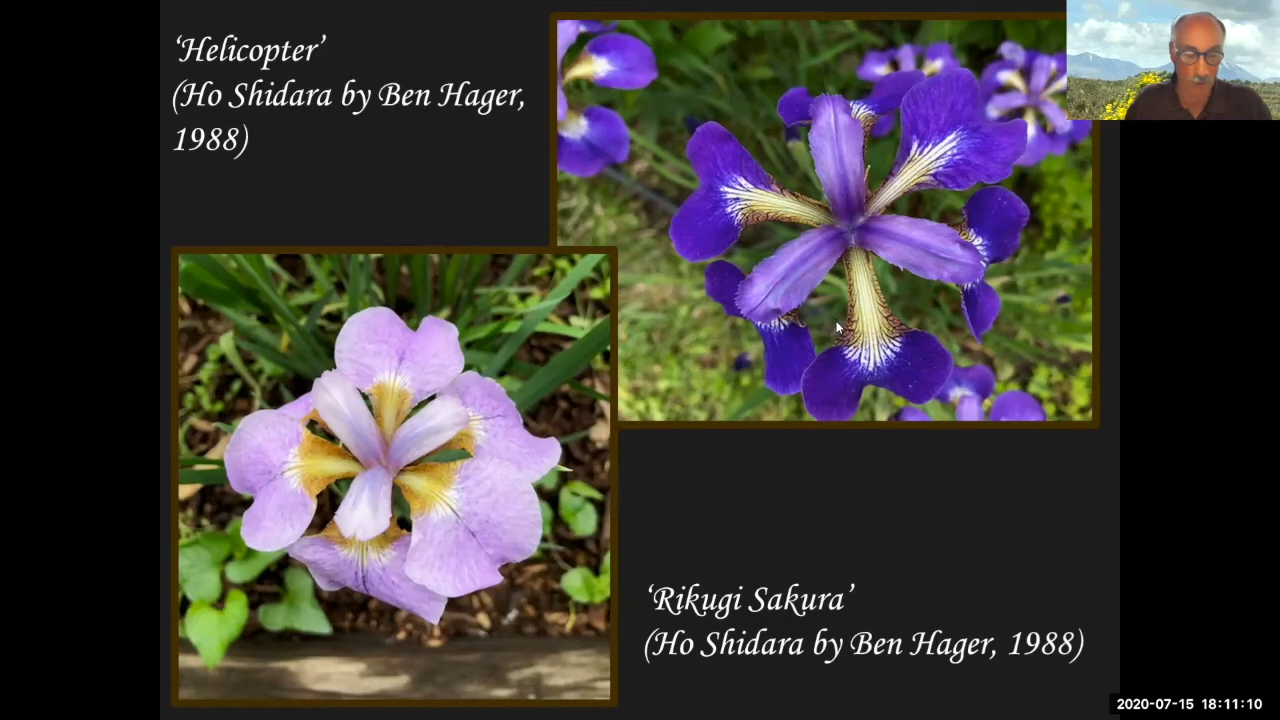 ‘Helicopter’
(Ho Shidara by Ben Hager,
1988)
‘Rikugi Sakura’
(Ho Shidara by Ben Hager, 1988)
2020-07-15 18:11:10